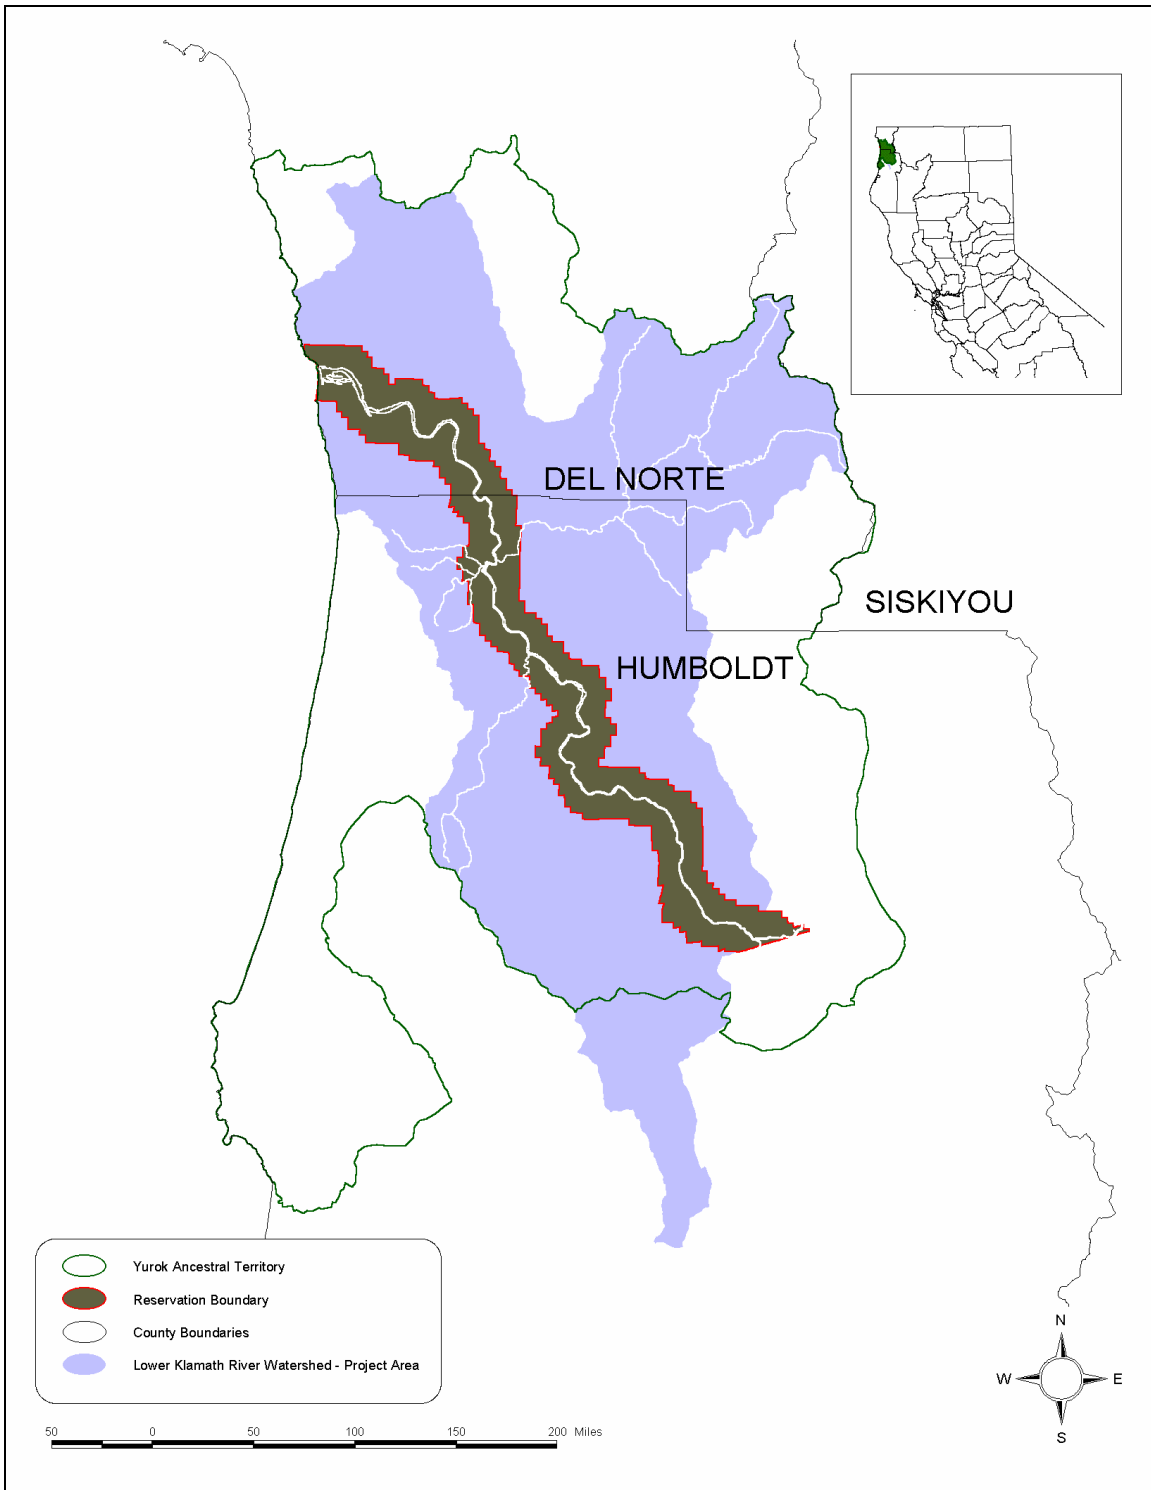 DEL NORTE
SISKIYOU
HUMBOLDT
Yurok Ancestral Territory
Reservation Boundary
County Boundaries
Lower Klamath River Watershed - Project Area
50 0 50 100 150 200 Miles
N
W E
S